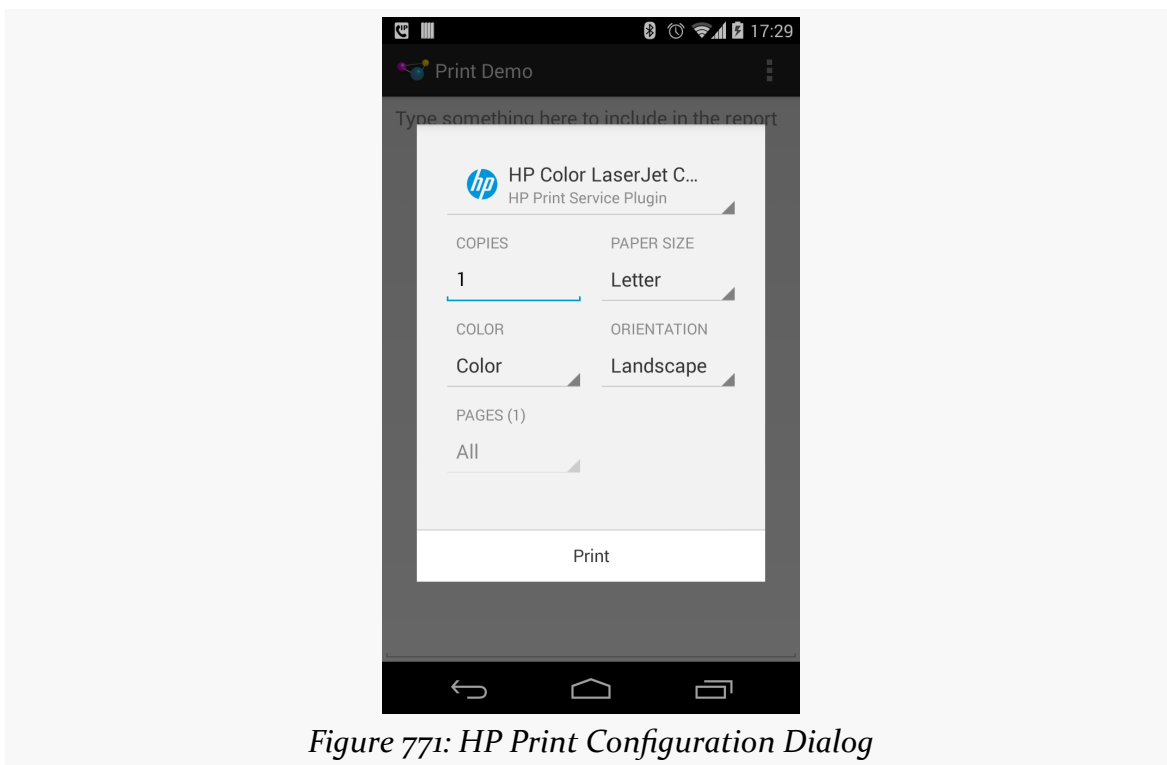 17:29
Print Demo
Type something here to include in the report
hp
HP Color LaserJet C...
HP Print Service Plugin
COPIES
PAPER SIZE
1
Letter
COLOR
ORIENTATION
Color
Landscape
PAGES (1)
All
Print
Figure 771: HP Print Configuration Dialog